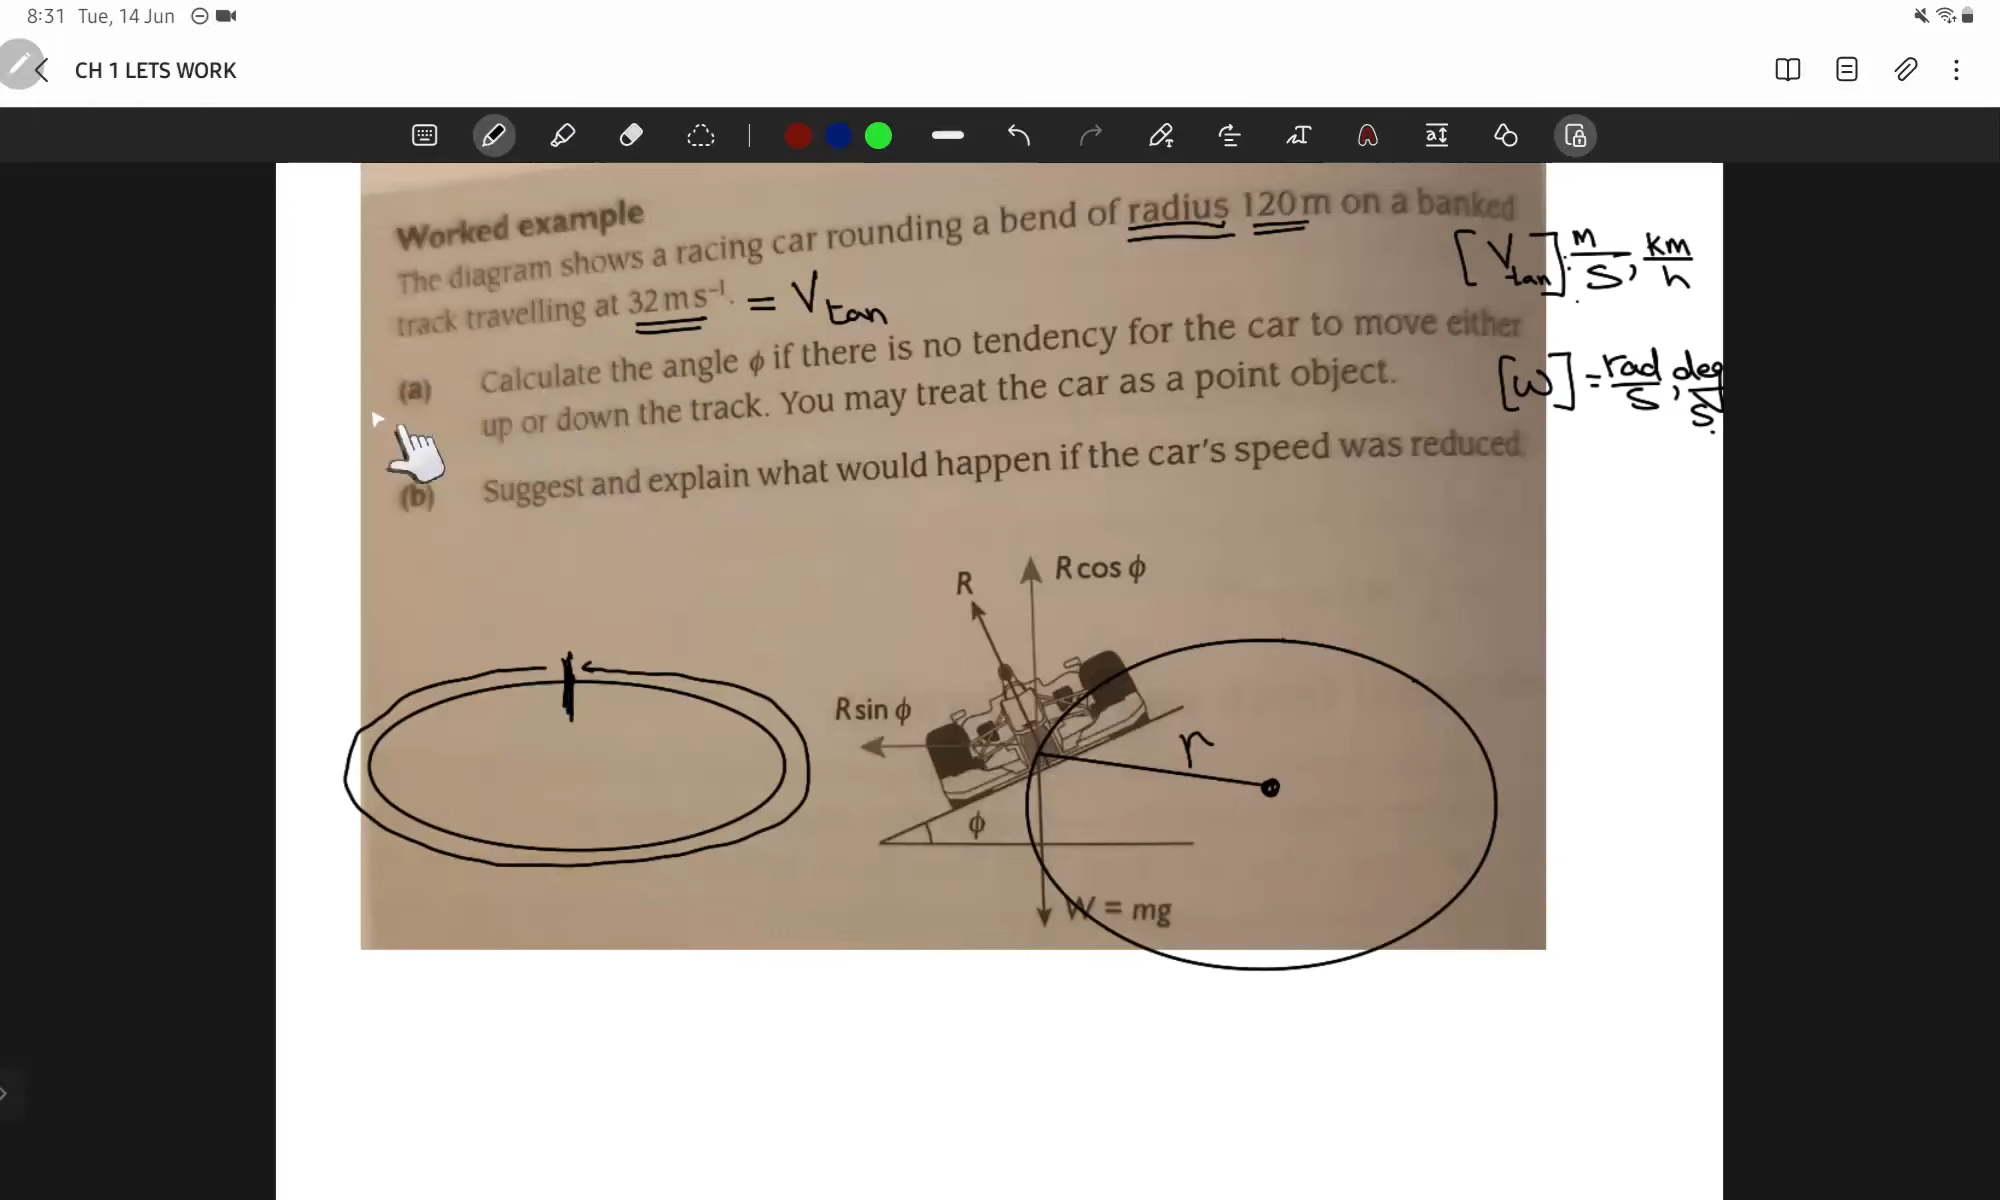 8:31 Tue, 14 Jun
CH 1 LETS WORK
Worked example
The diagram shows a racing car rounding a bend of radius 120 m on a banked
track travelling at 32 m s⁻¹. = Vtan
[Vtan]: m/s, km/h
(a) Calculate the angle ϕ if there is no tendency for the car to move either
up or down the track. You may treat the car as a point object.
[ω] = rad/s, deg/s.
(b) Suggest and explain what would happen if the car's speed was reduced.
R
R cos ϕ
R sin ϕ
r
ϕ
W = mg